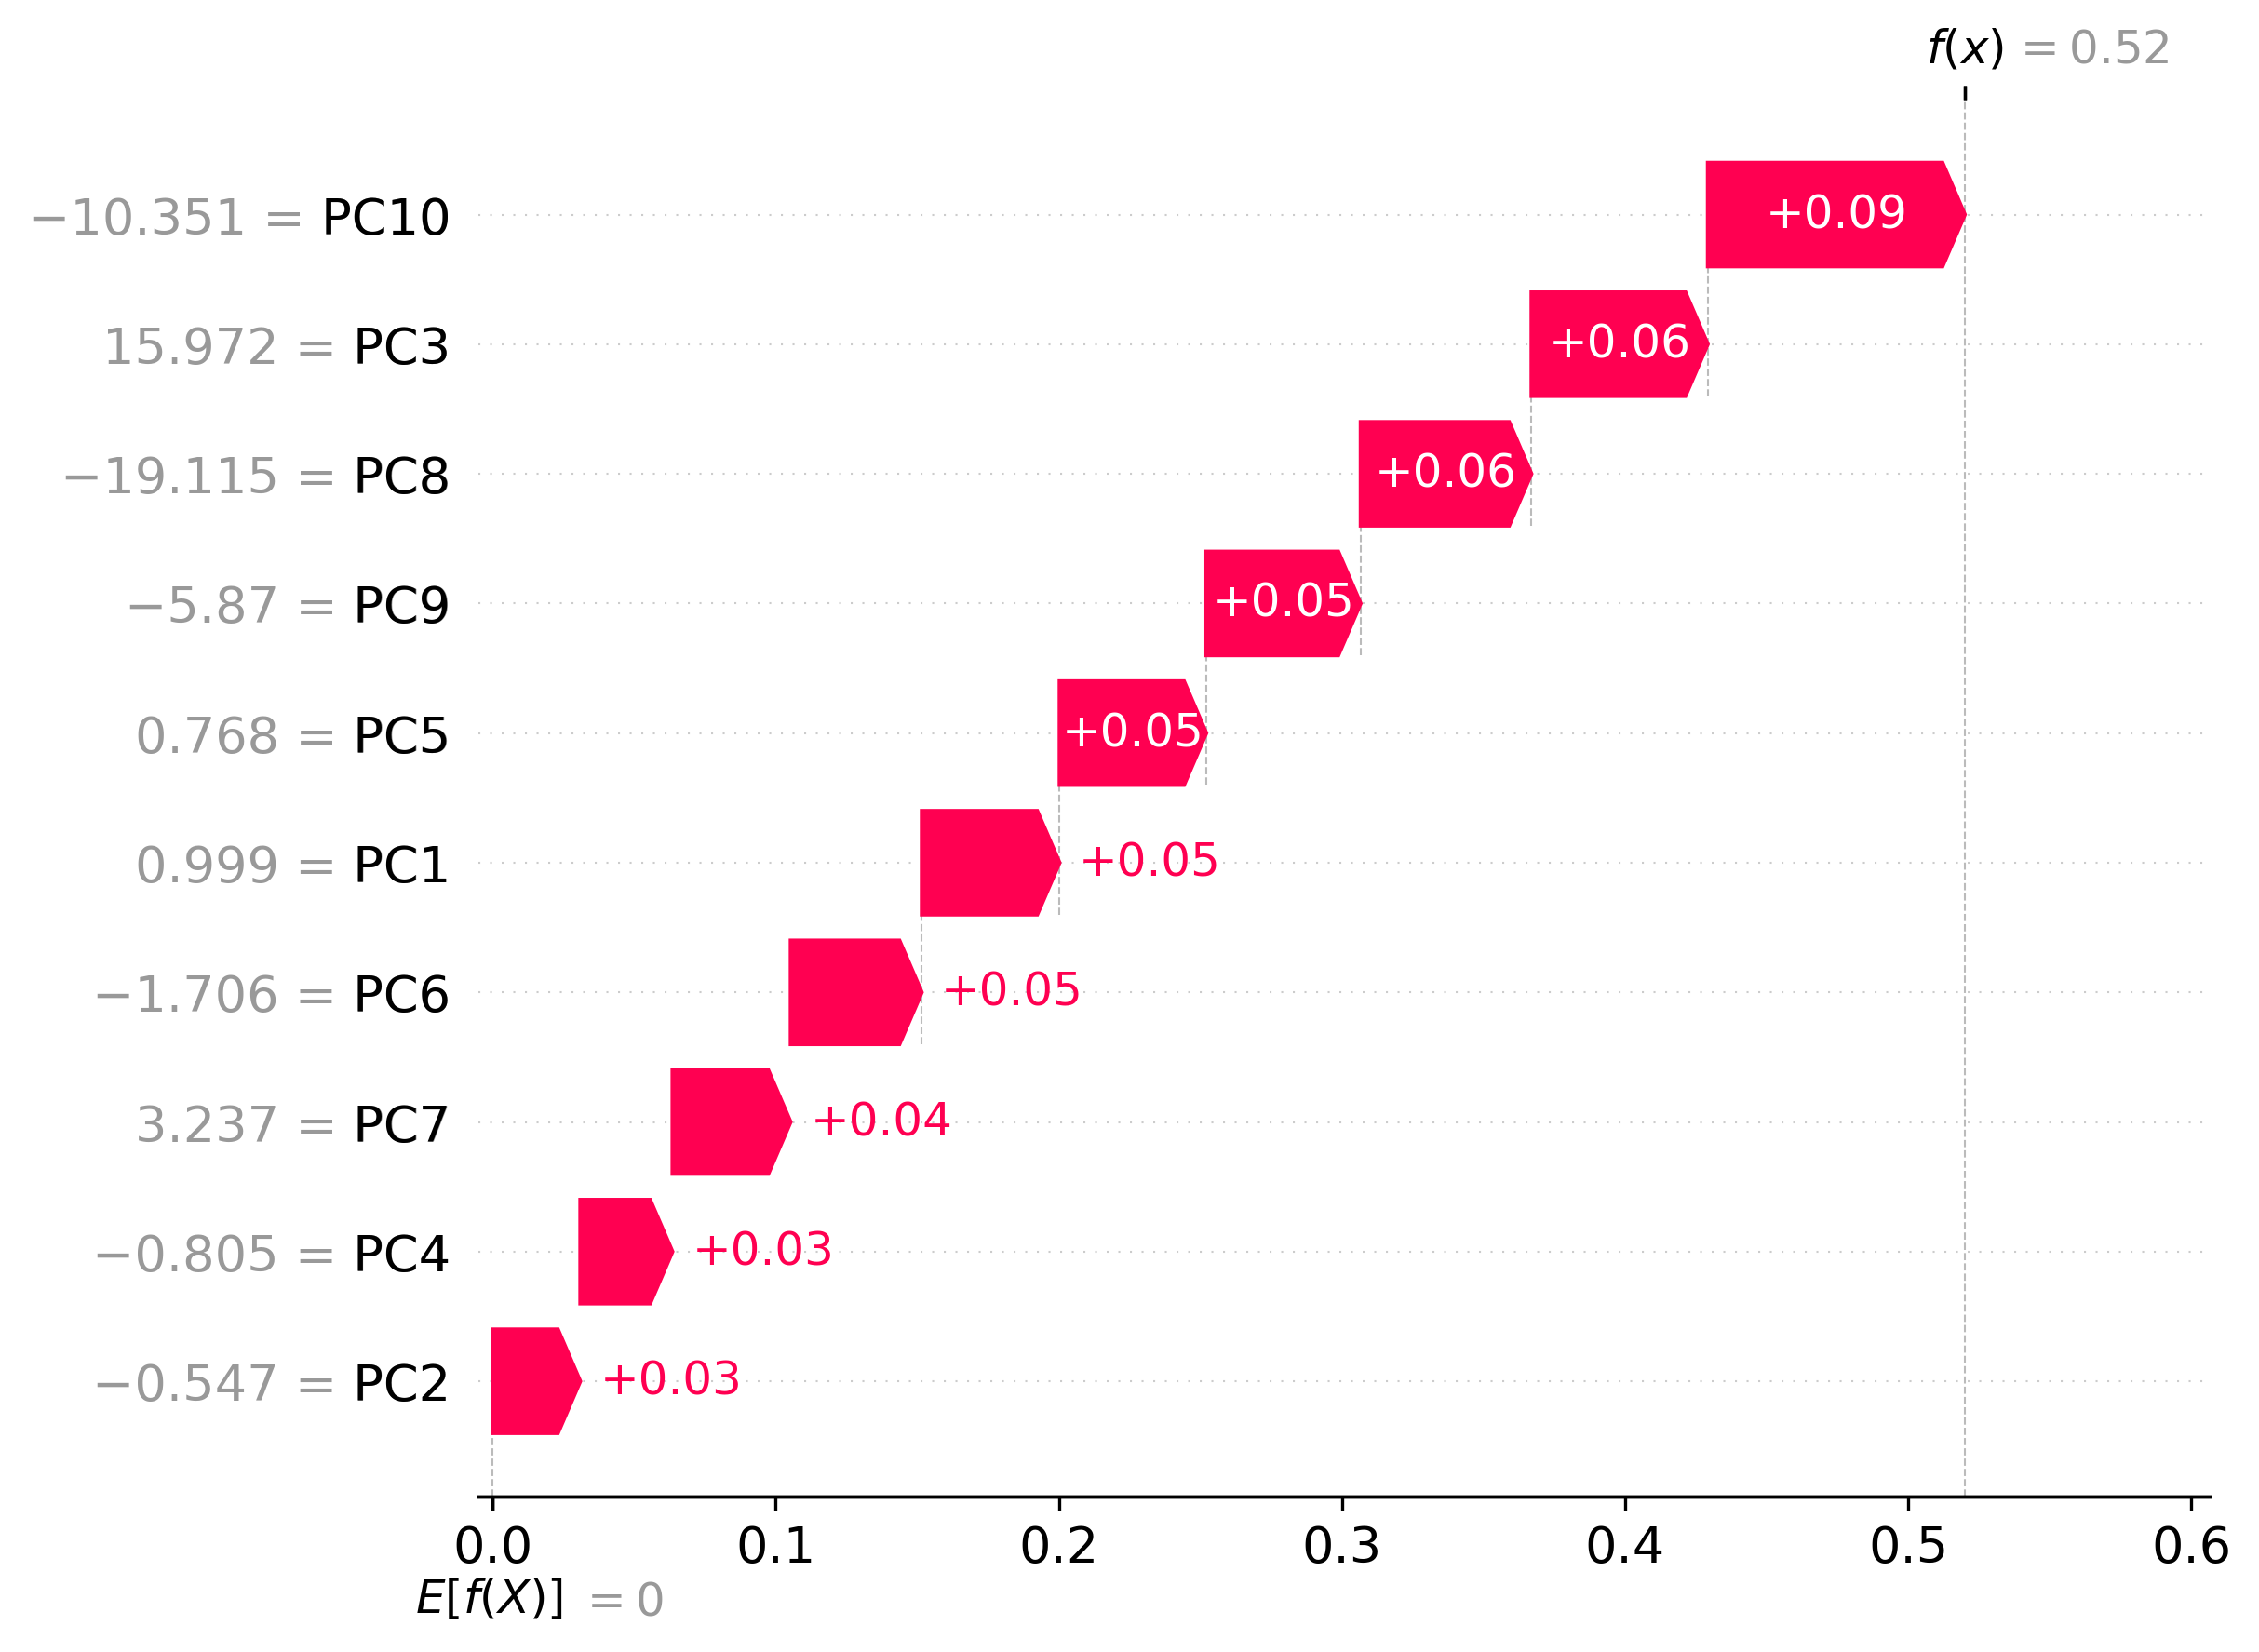 f(x) = 0.52
−10.351 = PC10 +0.09
15.972 = PC3 +0.06
−19.115 = PC8 +0.06
−5.87 = PC9 +0.05
0.768 = PC5 +0.05
0.999 = PC1 +0.05
−1.706 = PC6 +0.05
3.237 = PC7 +0.04
−0.805 = PC4 +0.03
−0.547 = PC2 +0.03
0.0 0.1 0.2 0.3 0.4 0.5 0.6
E[f(X)] = 0